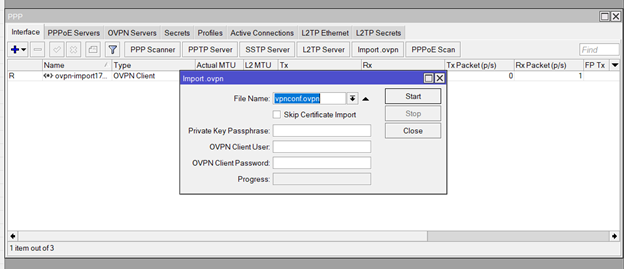 PPP
Interface PPPoE Servers OVPN Servers Secrets Profiles Active Connections L2TP Ethernet L2TP Secrets
PPP Scanner PPTP Server SSTP Server L2TP Server Import .ovpn PPPoE Scan Find
Name Type Actual MTU L2 MTU Tx Rx Tx Packet (p/s) Rx Packet (p/s) FP Tx
R ovpn-import17... OVPN Client 0 1
Import .ovpn
File Name: vpnconf.ovpn Start
Skip Certificate Import Stop
Private Key Passphrase: Close
OVPN Client User:
OVPN Client Password:
Progress:
1 item out of 3